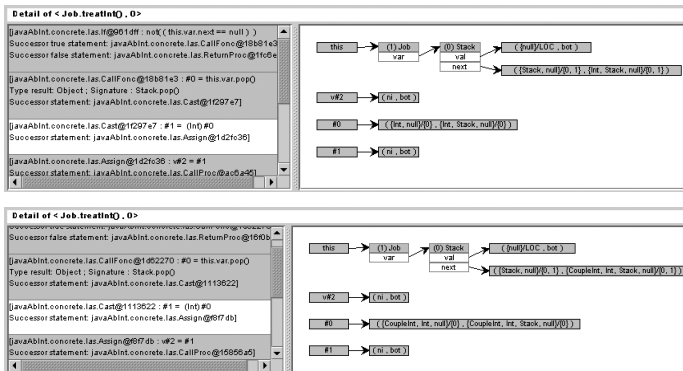 Detail of < Job.treatInt() , 0>
[javaAbInt.concrete.las.If@961dff : not( ( this.var.next == null ) )
Successor true statement: javaAbInt.concrete.las.CallFonc@18b81e3
Successor false statement: javaAbInt.concrete.las.ReturnProc@1fc6e
[javaAbInt.concrete.las.CallFonc@18b81e3 : #0 = this.var.pop()
Type result: Object ; Signature : Stack.pop()
Successor statement: javaAbInt.concrete.las.Cast@1f297e7]
[javaAbInt.concrete.las.Cast@1f297e7 : #1 = (Int) #0
Successor statement: javaAbInt.concrete.las.Assign@1d2fc36]
[javaAbInt.concrete.las.Assign@1d2fc36 : v#2 = #1
Successor statement: javaAbInt.concrete.las.CallProc@ac6a45]
this
(1) Job
var
(0) Stack
val
next
( {null}/LOC , bot )
( {Stack, null}/{0, 1} , {Int, Stack, null}/{0, 1} )
v#2
( ni , bot )
#0
( {Int, null}/{0} , {Int, Stack, null}/{0} )
#1
( ni , bot )
Detail of < Job.treatInt() , 0>
Successor false statement: javaAbInt.concrete.las.ReturnProc@16f0b
[javaAbInt.concrete.las.CallFonc@1d62270 : #0 = this.var.pop()
Type result: Object ; Signature : Stack.pop()
Successor statement: javaAbInt.concrete.las.Cast@1113622]
[javaAbInt.concrete.las.Cast@1113622 : #1 = (Int) #0
Successor statement: javaAbInt.concrete.las.Assign@f8f7db]
[javaAbInt.concrete.las.Assign@f8f7db : v#2 = #1
Successor statement: javaAbInt.concrete.las.CallProc@15856a5]
this
(1) Job
var
(0) Stack
val
next
( {null}/LOC , bot )
( {Stack, null}/{0, 1} , {CoupleInt, Int, Stack, null}/{0, 1} )
v#2
( ni , bot )
#0
( {CoupleInt, Int, null}/{0} , {CoupleInt, Int, Stack, null}/{0} )
#1
( ni , bot )